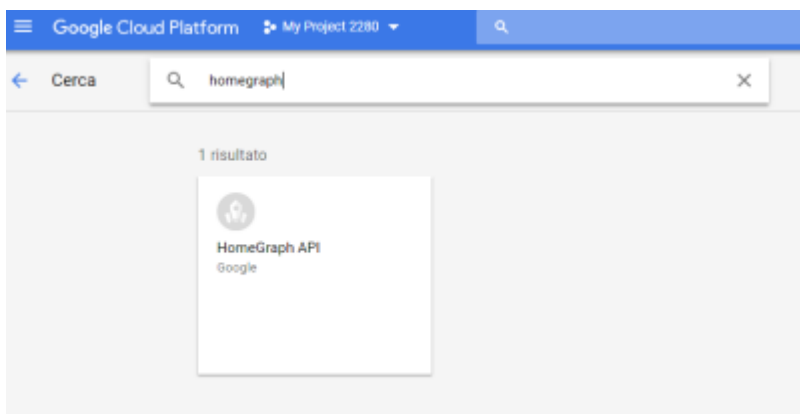 Google Cloud Platform My Project 2280
Cerca homegraph
1 risultato
HomeGraph API
Google